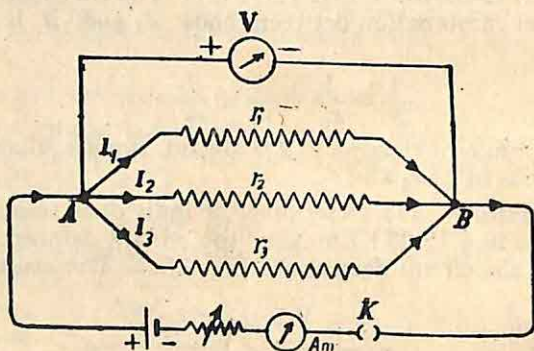 V
+ −
r₁
I₁
I₂ r₂
A B
I₃
r₃
K
+ − Am